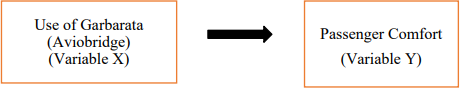 Use of Garbarata
(Aviobridge)
(Variable X)
Passenger Comfort
(Variable Y)